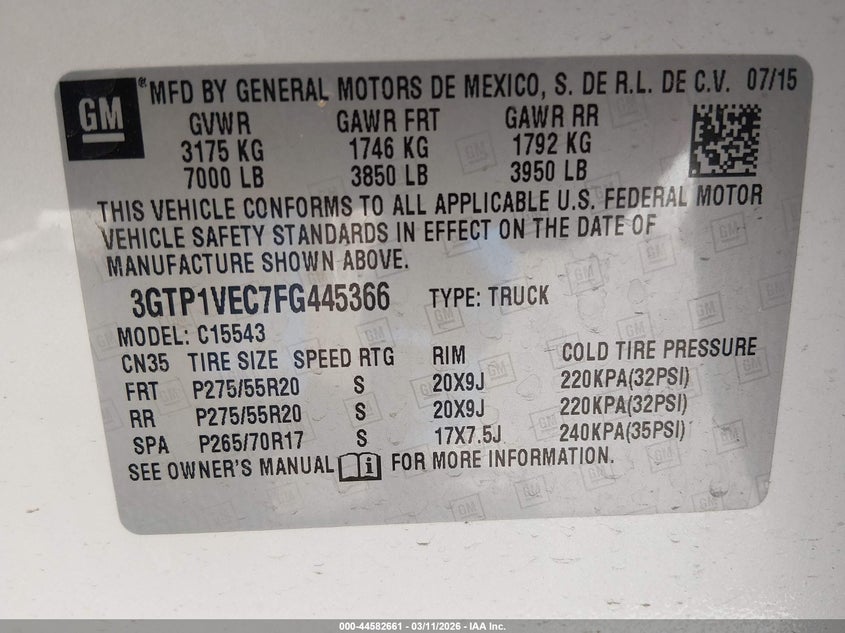 GM
® MFD BY GENERAL MOTORS DE MEXICO, S. DE R.L. DE C.V. 07/15
GVWR GAWR FRT GAWR RR
3175 KG 1746 KG 1792 KG
7000 LB 3850 LB 3950 LB
THIS VEHICLE CONFORMS TO ALL APPLICABLE U.S. FEDERAL MOTOR
VEHICLE SAFETY STANDARDS IN EFFECT ON THE DATE OF
MANUFACTURE SHOWN ABOVE.
3GTP1VEC7FG445366 TYPE: TRUCK
MODEL: C15543
CN35 TIRE SIZE SPEED RTG RIM COLD TIRE PRESSURE
FRT P275/55R20 S 20X9J 220KPA(32PSI)
RR P275/55R20 S 20X9J 220KPA(32PSI)
SPA P265/70R17 S 17X7.5J 240KPA(35PSI)
SEE OWNER'S MANUAL i FOR MORE INFORMATION.
000-44582661 - 03/11/2026 - IAA Inc.